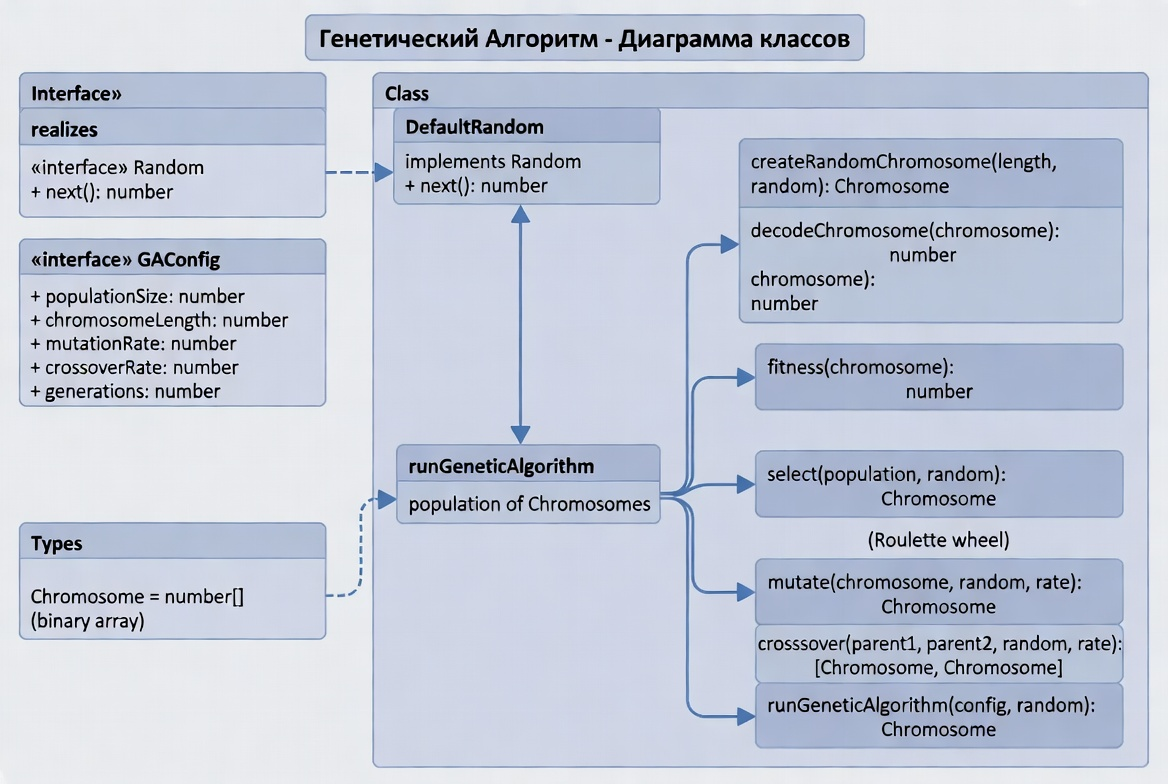 Генетический Алгоритм - Диаграмма классов
Interface»
realizes
«interface» Random
+ next(): number
«interface» GAConfig
+ populationSize: number
+ chromosomeLength: number
+ mutationRate: number
+ crossoverRate: number
+ generations: number
Types
Chromosome = number[]
(binary array)
Class
DefaultRandom
implements Random
+ next(): number
runGeneticAlgorithm
population of Chromosomes
createRandomChromosome(length,
random): Chromosome
decodeChromosome(chromosome):
number
chromosome):
number
fitness(chromosome):
number
select(population, random):
Chromosome
(Roulette wheel)
mutate(chromosome, random, rate):
Chromosome
crosssover(parent1, parent2, random, rate):
[Chromosome, Chromosome]
runGeneticAlgorithm(config, random):
Chromosome